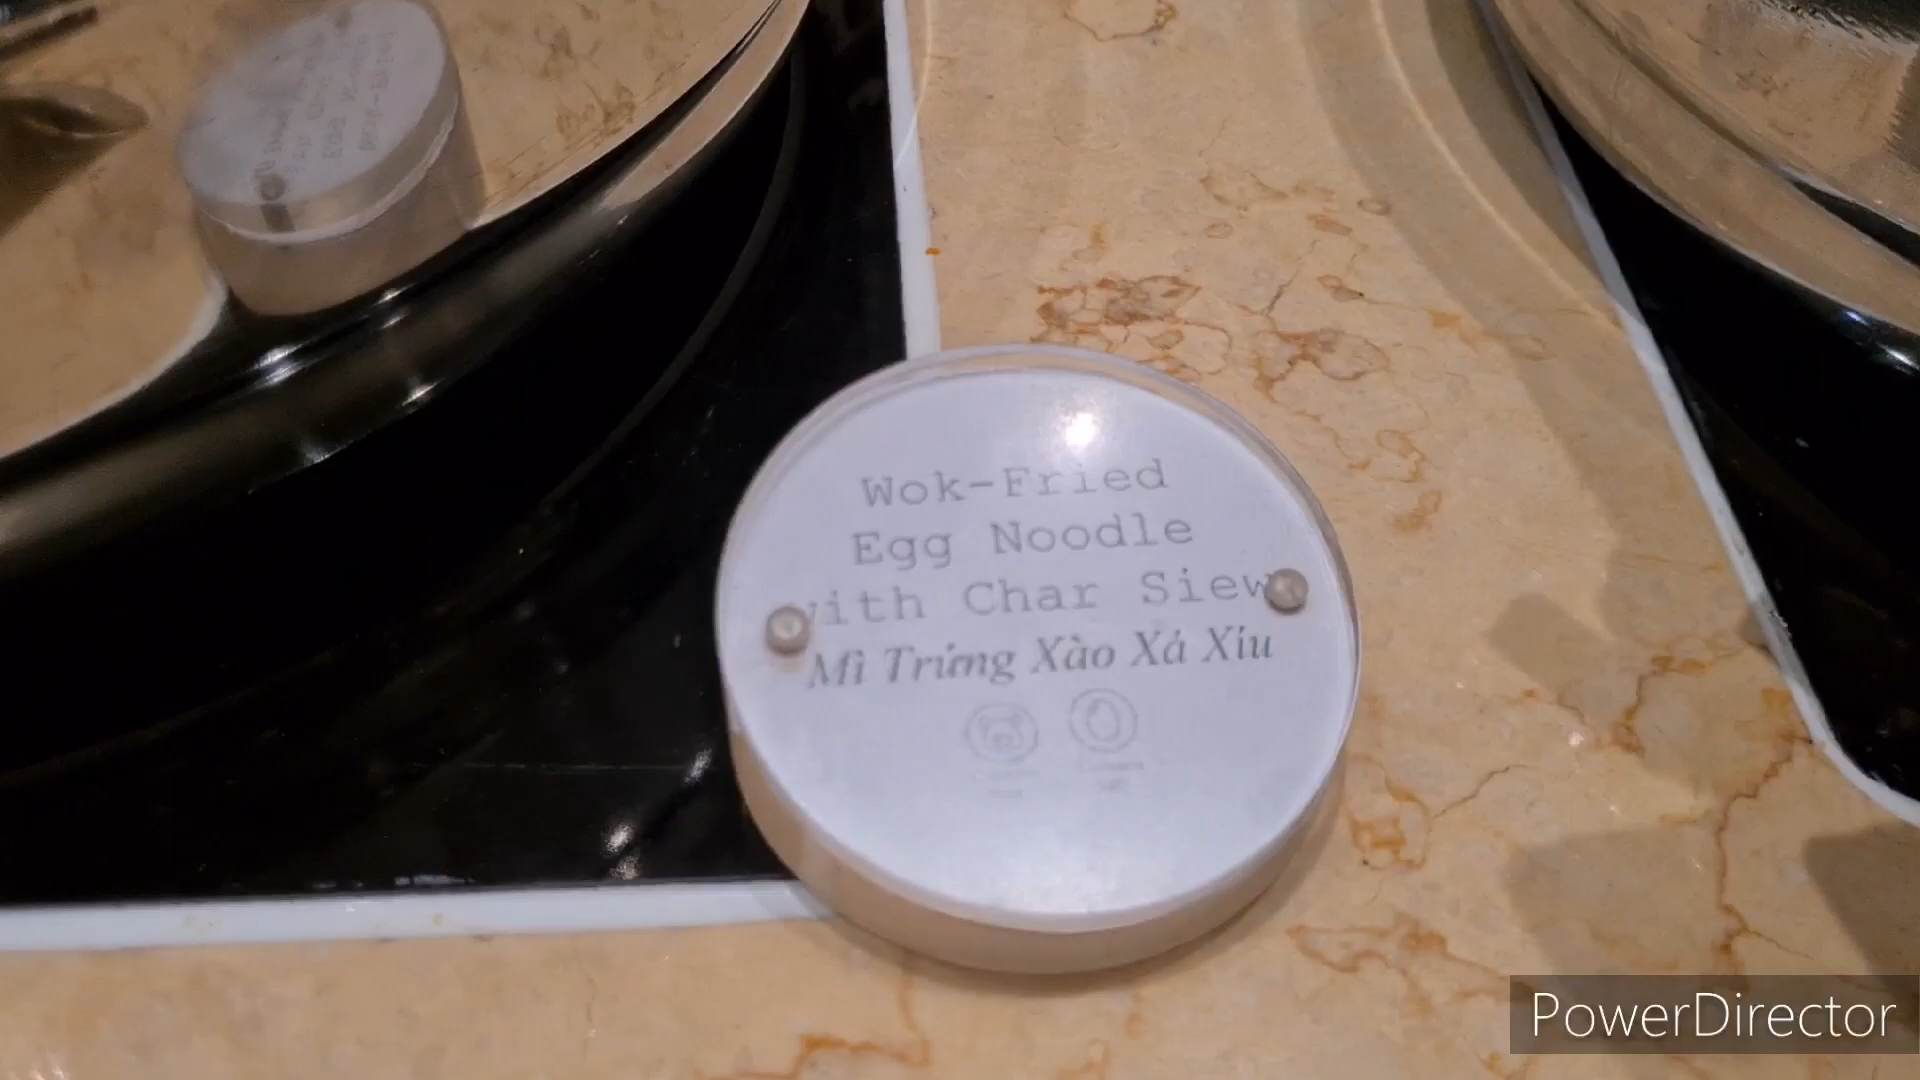 Wok-Fried
Egg Noodle
with Char Siew
Mì Trứng Xào Xá Xíu
PowerDirector